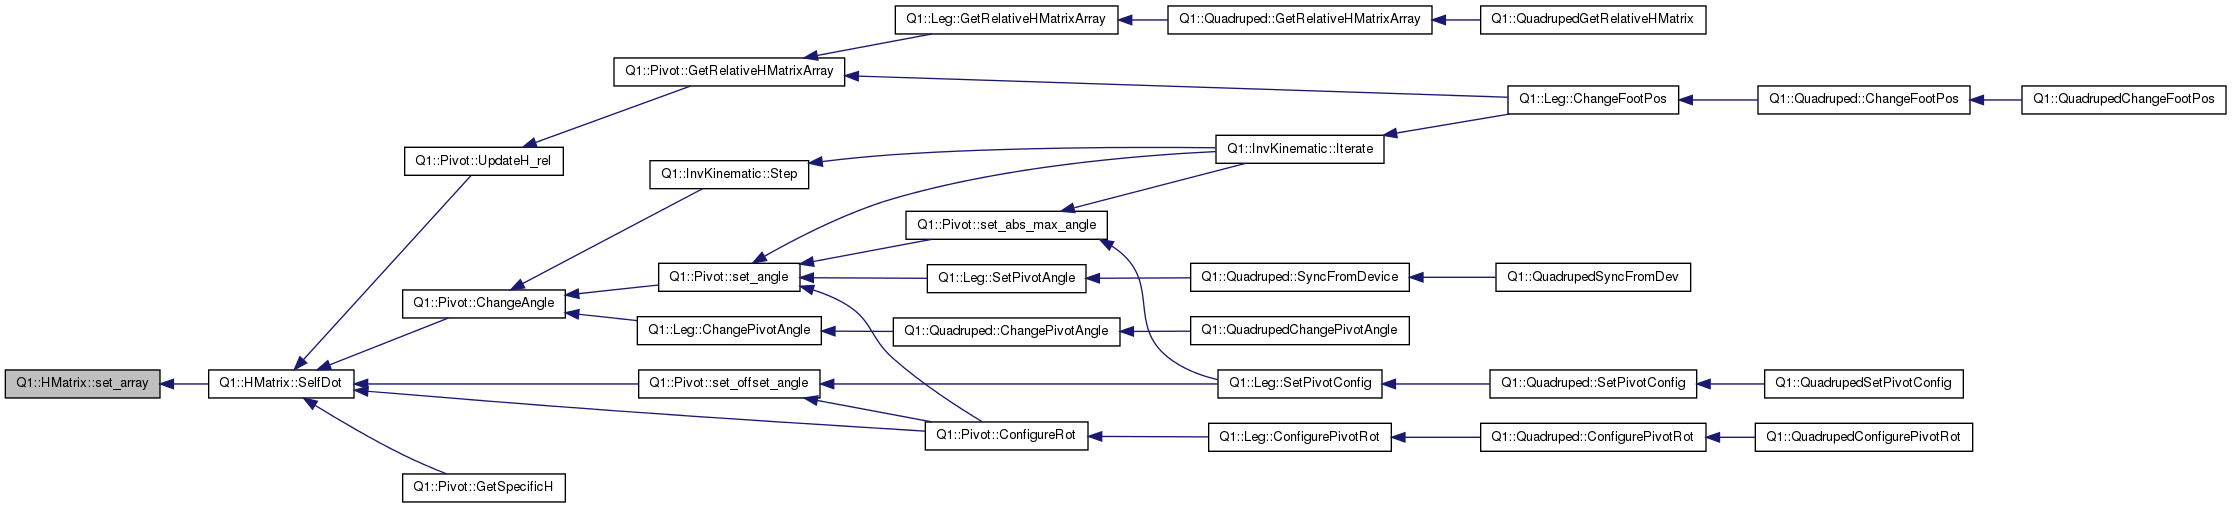 Q1::Leg::GetRelativeHMatrixArray
Q1::Quadruped::GetRelativeHMatrixArray
Q1::QuadrupedGetRelativeHMatrix
Q1::Pivot::GetRelativeHMatrixArray
Q1::Leg::ChangeFootPos
Q1::Quadruped::ChangeFootPos
Q1::QuadrupedChangeFootPos
Q1::Pivot::UpdateH_rel
Q1::InvKinematic::Iterate
Q1::InvKinematic::Step
Q1::Pivot::set_abs_max_angle
Q1::Pivot::set_angle
Q1::Leg::SetPivotAngle
Q1::Quadruped::SyncFromDevice
Q1::QuadrupedSyncFromDev
Q1::Pivot::ChangeAngle
Q1::Leg::ChangePivotAngle
Q1::Quadruped::ChangePivotAngle
Q1::QuadrupedChangePivotAngle
Q1::HMatrix::set_array
Q1::HMatrix::SelfDot
Q1::Pivot::set_offset_angle
Q1::Leg::SetPivotConfig
Q1::Quadruped::SetPivotConfig
Q1::QuadrupedSetPivotConfig
Q1::Pivot::ConfigureRot
Q1::Leg::ConfigurePivotRot
Q1::Quadruped::ConfigurePivotRot
Q1::QuadrupedConfigurePivotRot
Q1::Pivot::GetSpecificH